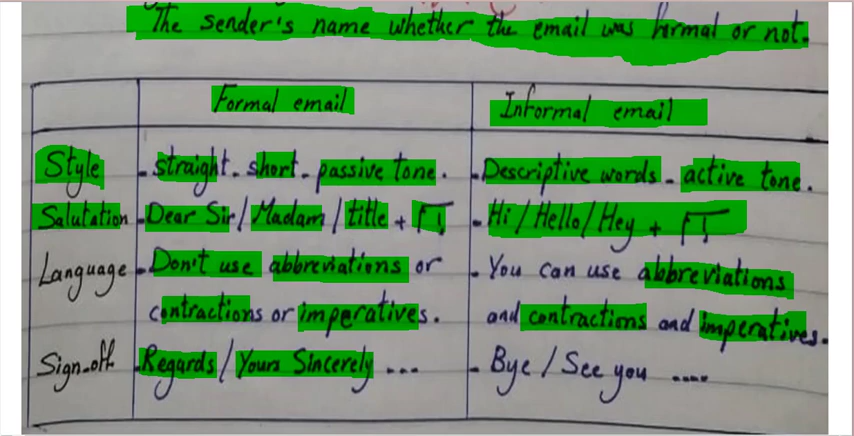 The sender's name whether the email was formal or not.
Formal email
Informal email
Style
- straight - short - passive tone.
- Descriptive words - active tone.
Salutation
- Dear Sir / Madam / title +
- Hi / Hello / Hey +
Language
- Don't use abbreviations or
contractions or imperatives.
- You can use abbreviations
and contractions and imperatives.
Sign-off
- Regards / Yours Sincerely ...
- Bye / See you ....